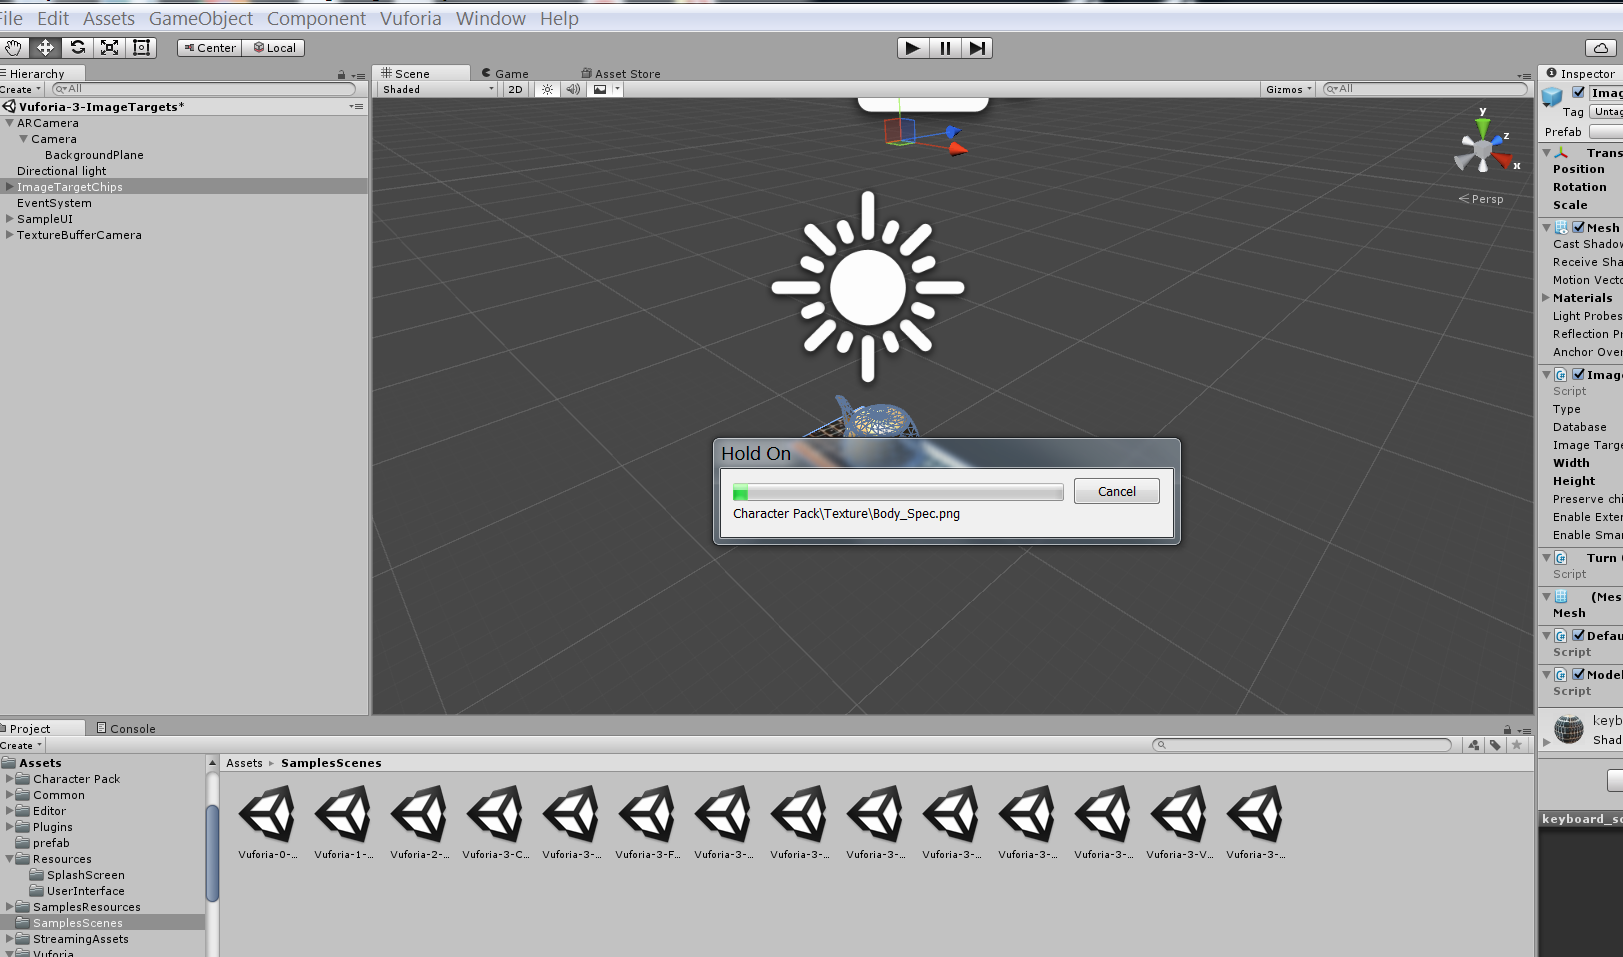 File Edit Assets GameObject Component Vuforia Window Help
Center Local
Hierarchy
Create All
Vuforia-3-ImageTargets*
ARCamera
Camera
BackgroundPlane
Directional light
ImageTargetChips
EventSystem
SampleUI
TextureBufferCamera
Scene Game Asset Store
Shaded 2D Gizmos All
y
z
x
Persp
Hold On
Cancel
Character Pack\Texture\Body_Spec.png
Inspector
Imag
Tag Untag
Prefab
Trans
Position
Rotation
Scale
Mesh
Cast Shadow
Receive Sha
Motion Vecto
Materials
Light Probes
Reflection Pr
Anchor Over
Image
Script
Type
Database
Image Targe
Width
Height
Preserve chi
Enable Exter
Enable Smar
Turn
Script
(Mes
Mesh
Defau
Script
Model
Script
keyb
Shad
keyboard_sc
Project Console
Create
Assets
Character Pack
Common
Editor
Plugins
prefab
Resources
SplashScreen
UserInterface
SamplesResources
SamplesScenes
StreamingAssets
Vuforia
Assets SamplesScenes
Vuforia-0-... Vuforia-1-... Vuforia-2-... Vuforia-3-C... Vuforia-3-... Vuforia-3-F... Vuforia-3-... Vuforia-3-... Vuforia-3-... Vuforia-3-... Vuforia-3-... Vuforia-3-... Vuforia-3-V... Vuforia-3-...